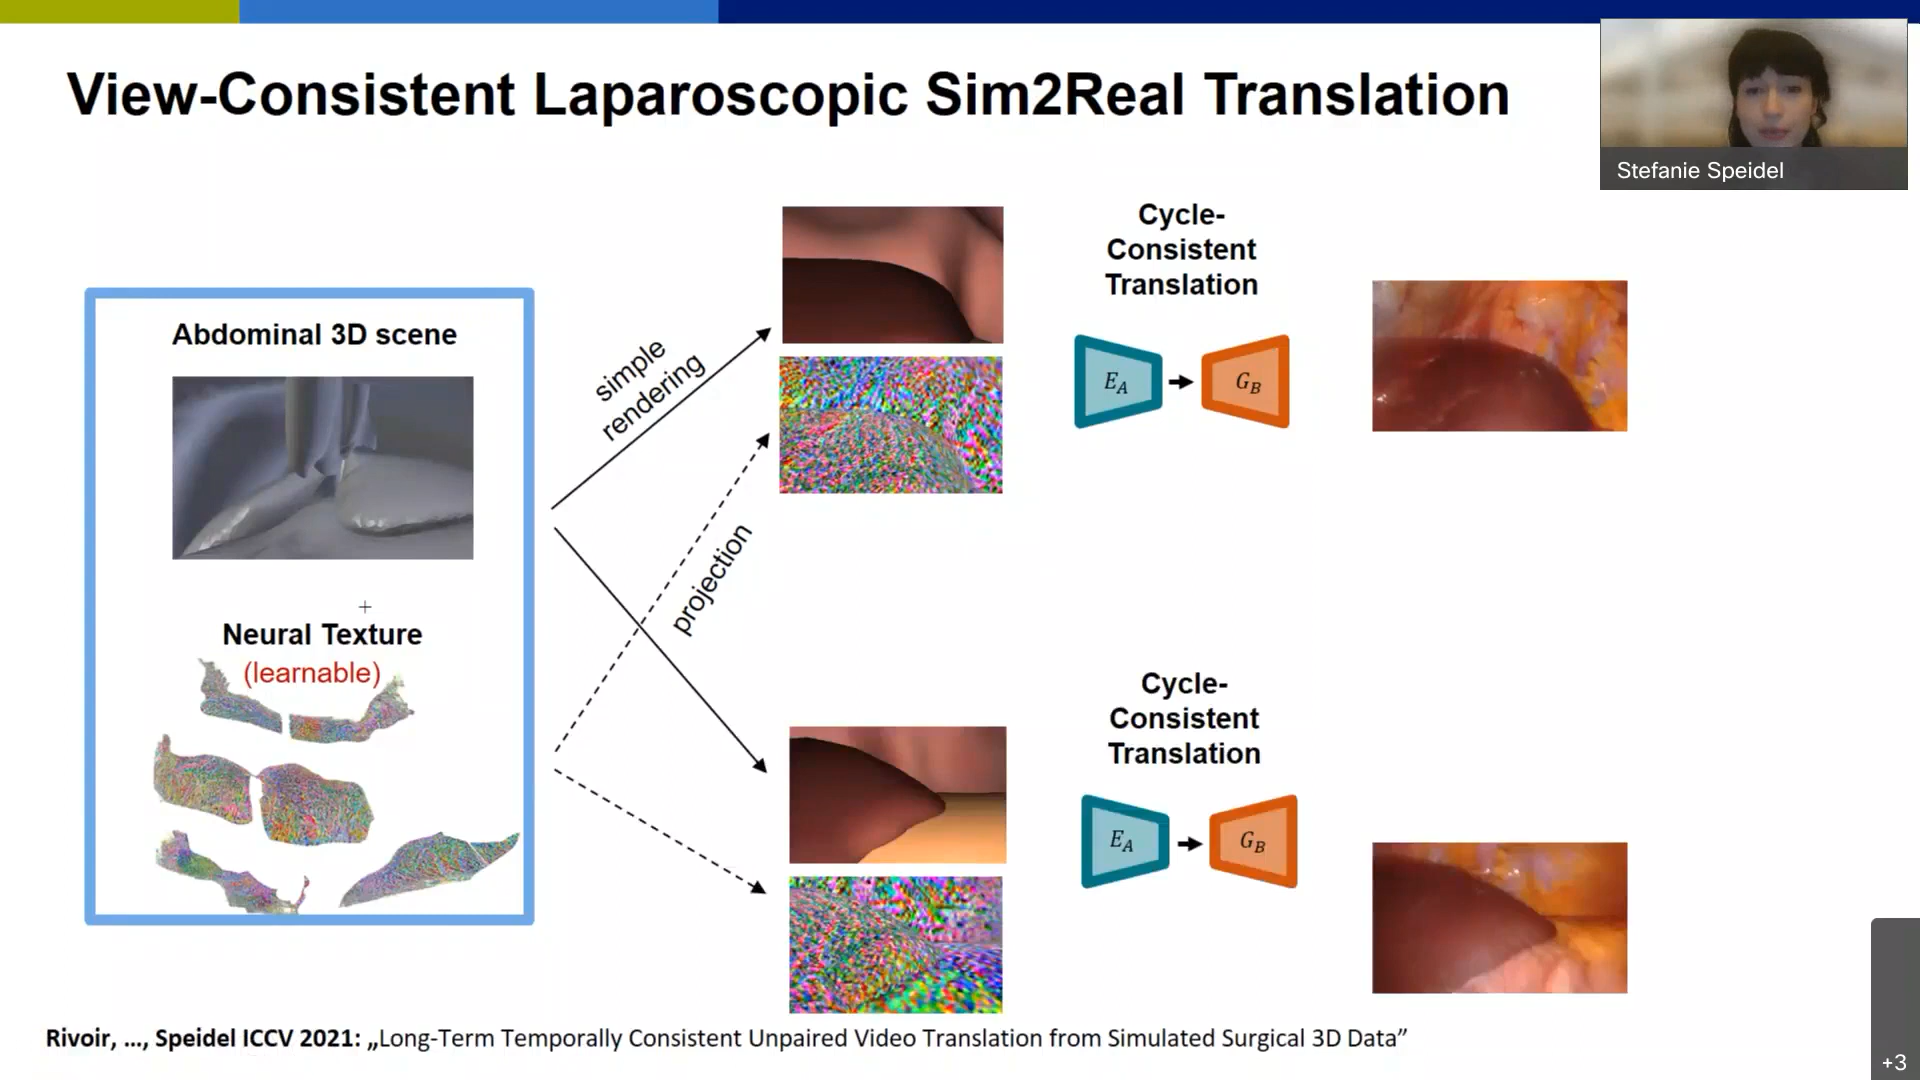 View-Consistent Laparoscopic Sim2Real Translation
Stefanie Speidel
Abdominal 3D scene
Neural Texture
(learnable)
simple
rendering
projection
Cycle-
Consistent
Translation
E_A
G_B
Cycle-
Consistent
Translation
E_A
G_B
Rivoir, ..., Speidel ICCV 2021: „Long-Term Temporally Consistent Unpaired Video Translation from Simulated Surgical 3D Data”
+3